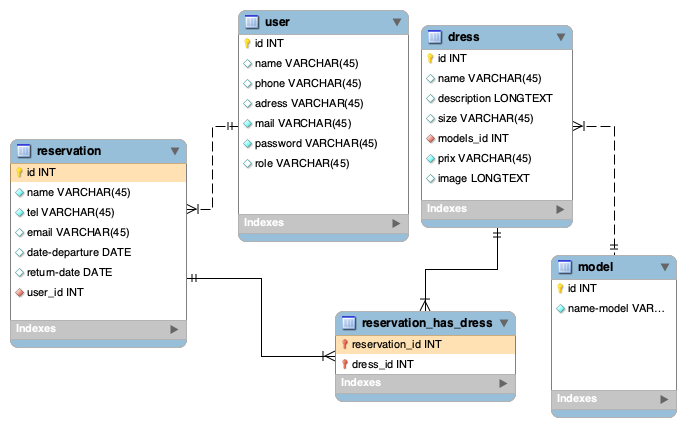 user
id INT
name VARCHAR(45)
phone VARCHAR(45)
adress VARCHAR(45)
mail VARCHAR(45)
password VARCHAR(45)
role VARCHAR(45)
Indexes
dress
id INT
name VARCHAR(45)
description LONGTEXT
size VARCHAR(45)
models_id INT
prix VARCHAR(45)
image LONGTEXT
Indexes
reservation
id INT
name VARCHAR(45)
tel VARCHAR(45)
email VARCHAR(45)
date-departure DATE
return-date DATE
user_id INT
Indexes
model
id INT
name-model VAR...
Indexes
reservation_has_dress
reservation_id INT
dress_id INT
Indexes